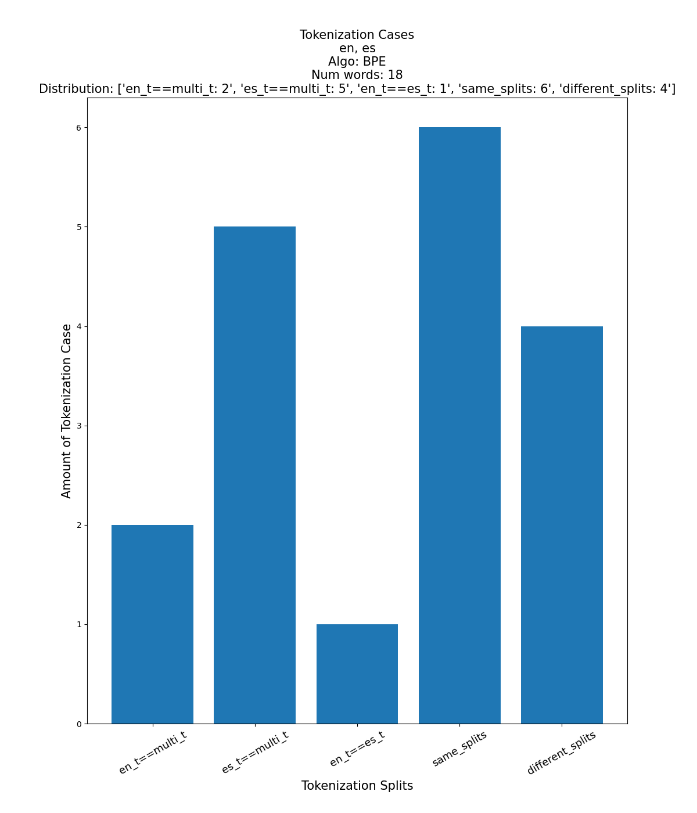 Tokenization Cases
en, es
Algo: BPE
Num words: 18
Distribution: ['en_t==multi_t: 2', 'es_t==multi_t: 5', 'en_t==es_t: 1', 'same_splits: 6', 'different_splits: 4']
Amount of Tokenization Case
6
5
4
3
2
1
0
en_t==multi_t
es_t==multi_t
en_t==es_t
same_splits
different_splits
Tokenization Splits